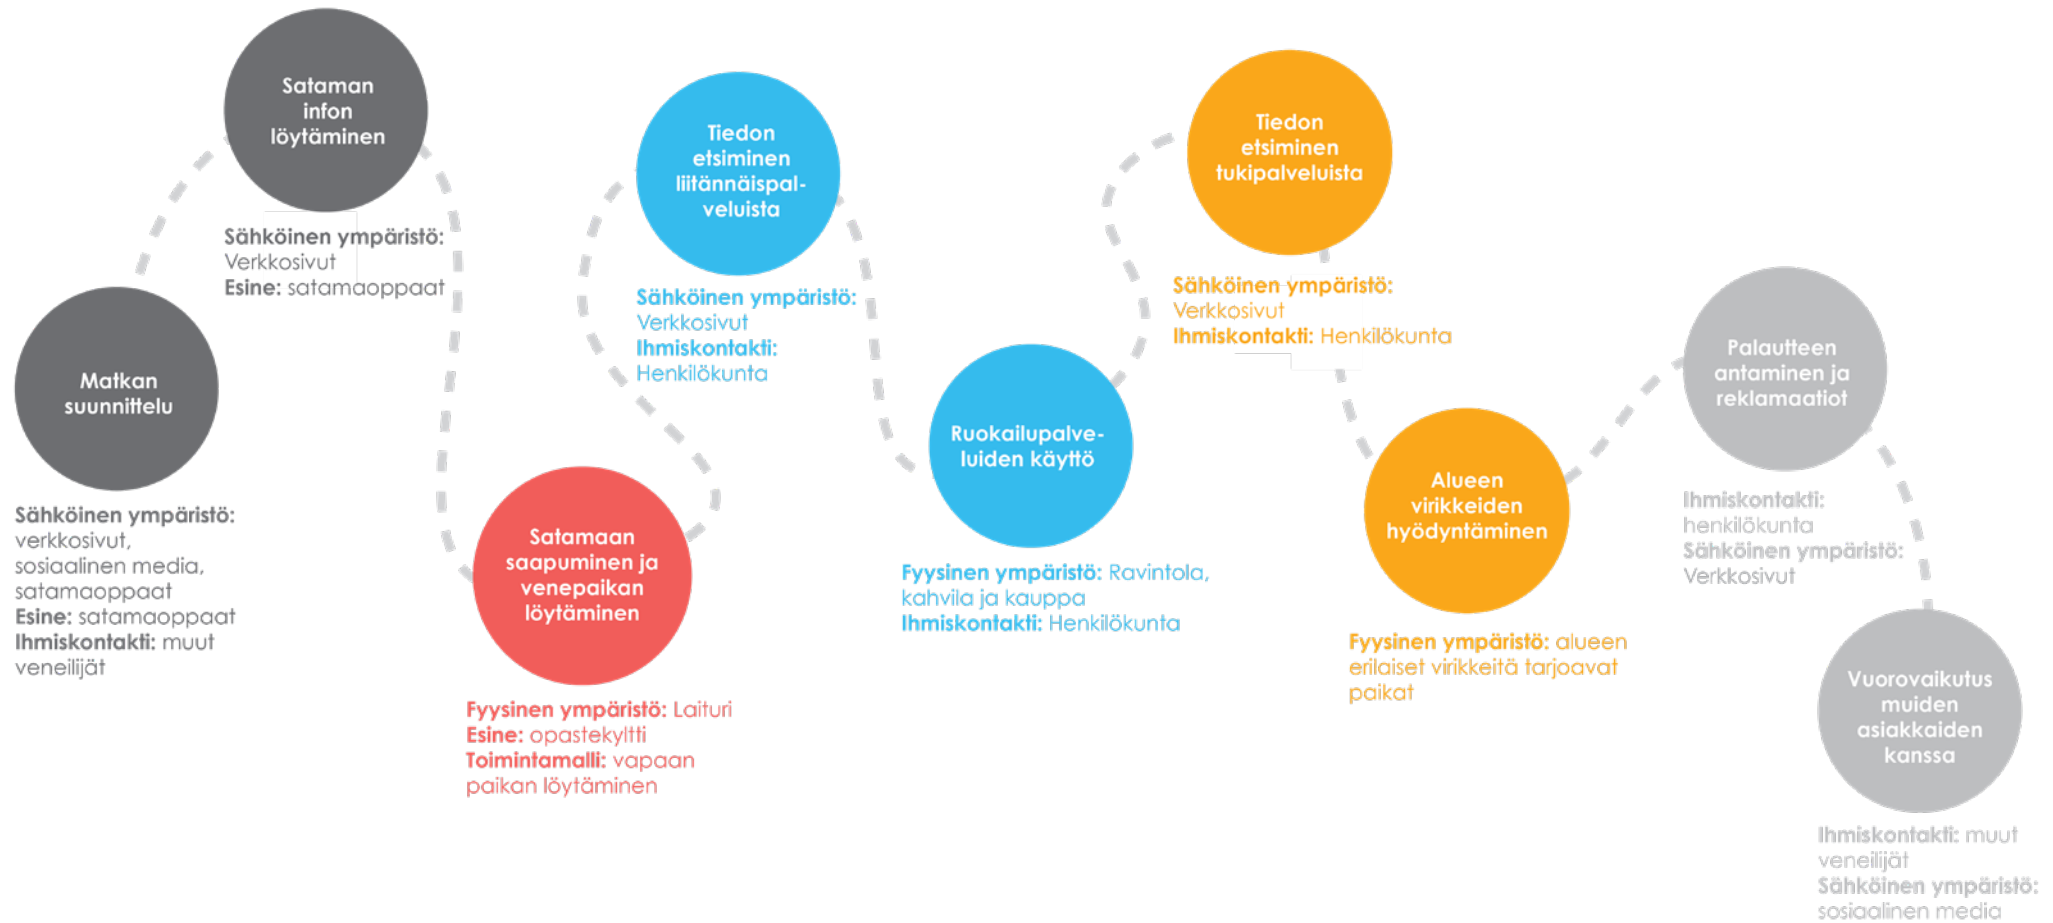 Matkan
suunnittelu
Sähköinen ympäristö:
verkkosivut,
sosiaalinen media,
satamaoppaat
Esine: satamaoppaat
Ihmiskontakti: muut
veneilijät
Sataman
infon
löytäminen
Sähköinen ympäristö:
Verkkosivut
Esine: satamaoppaat
Satamaan
saapuminen ja
venepaikan
löytäminen
Fyysinen ympäristö: Laituri
Esine: opastekyltti
Toimintamalli: vapaan
paikan löytäminen
Tiedon
etsiminen
liitännäispal-
veluista
Sähköinen ympäristö:
Verkkosivut
Ihmiskontakti:
Henkilökunta
Ruokailupalve-
luiden käyttö
Fyysinen ympäristö: Ravintola,
kahvila ja kauppa
Ihmiskontakti: Henkilökunta
Tiedon
etsiminen
tukipalveluista
Sähköinen ympäristö:
Verkkosivut
Ihmiskontakti: Henkilökunta
Alueen
virikkeiden
hyödyntäminen
Fyysinen ympäristö: alueen
erilaiset virikkeitä tarjoavat
paikat
Palautteen
antaminen ja
reklamaatiot
Ihmiskontakti:
henkilökunta
Sähköinen ympäristö:
Verkkosivut
Vuorovaikutus
muiden
asiakkaiden
kanssa
Ihmiskontakti: muut
veneilijät
Sähköinen ympäristö:
sosiaalinen media